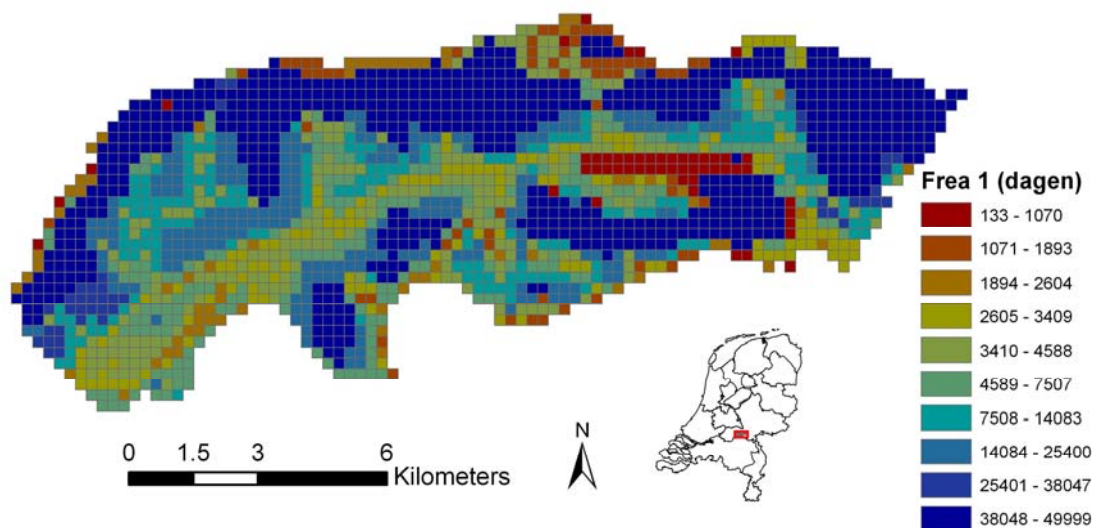 Frea 1 (dagen)
133 - 1070
1071 - 1893
1894 - 2604
2605 - 3409
3410 - 4588
4589 - 7507
7508 - 14083
14084 - 25400
25401 - 38047
38048 - 49999
N
0 1.5 3 6
Kilometers